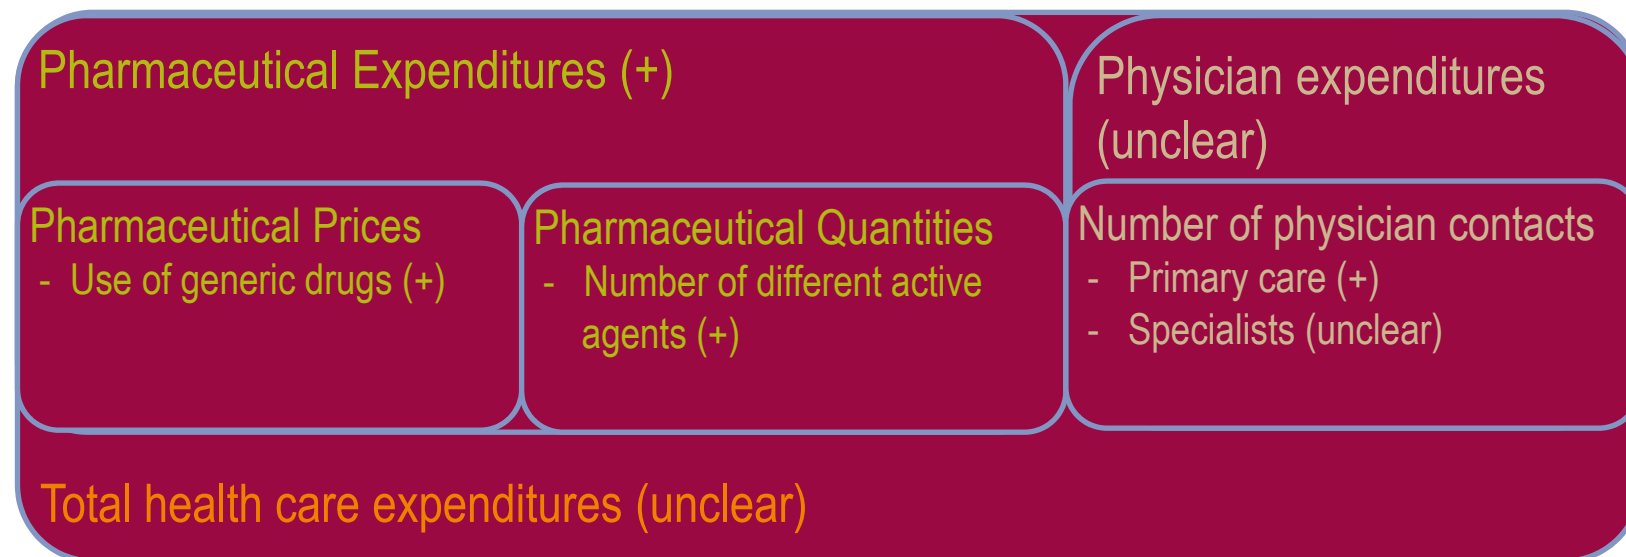 Pharmaceutical Expenditures (+)
Physician expenditures
(unclear)
Pharmaceutical Prices
- Use of generic drugs (+)
Pharmaceutical Quantities
- Number of different active
agents (+)
Number of physician contacts
- Primary care (+)
- Specialists (unclear)
Total health care expenditures (unclear)